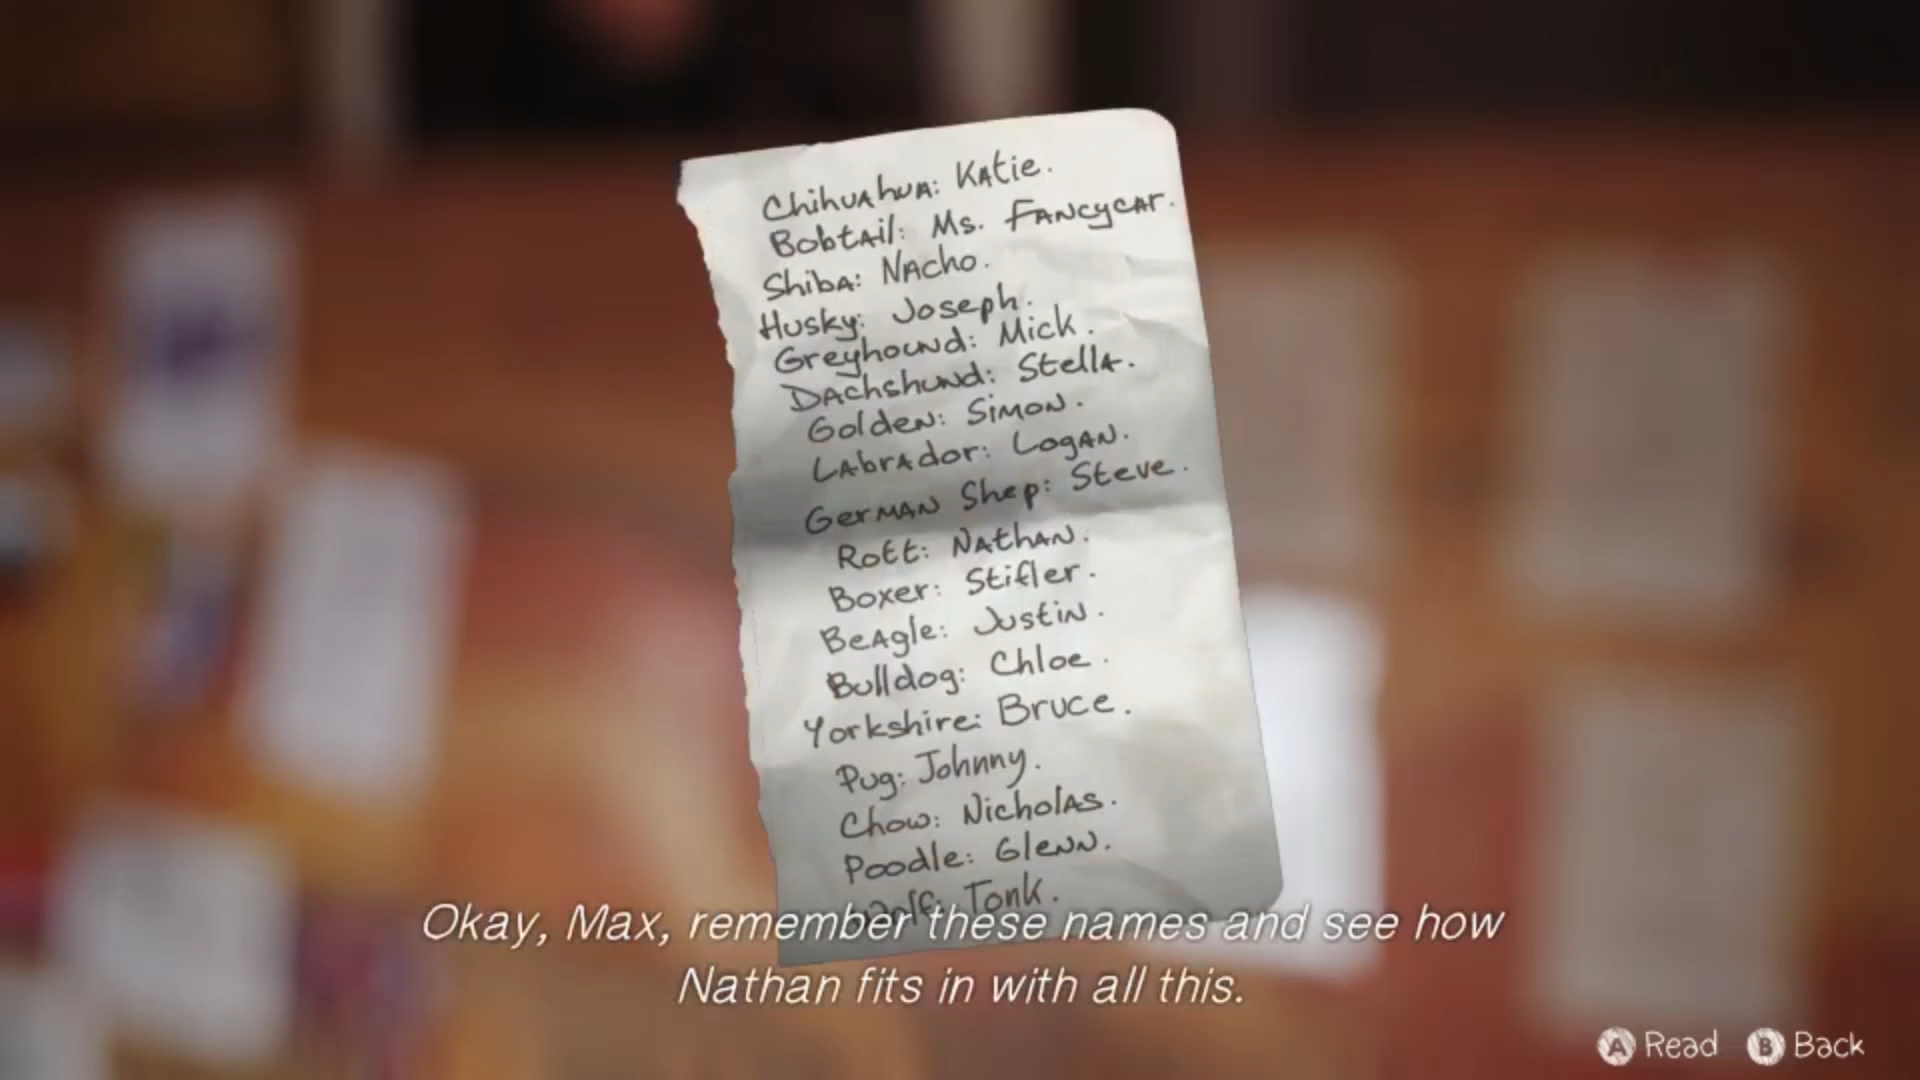 Chihuahua: Katie.
Bobtail: Ms. Fancycar.
Shiba: Nacho.
Husky: Joseph.
Greyhound: Mick.
Dachshund: Stella.
Golden: Simon.
Labrador: Logan.
German Shep: Steve.
Rott: Nathan.
Boxer: Stifler.
Beagle: Justin.
Bulldog: Chloe.
Yorkshire: Bruce.
Pug: Johnny.
Chow: Nicholas.
Poodle: Glenn.
Wolf: Tonk.
Okay, Max, remember these names and see how
Nathan fits in with all this.
A Read B Back